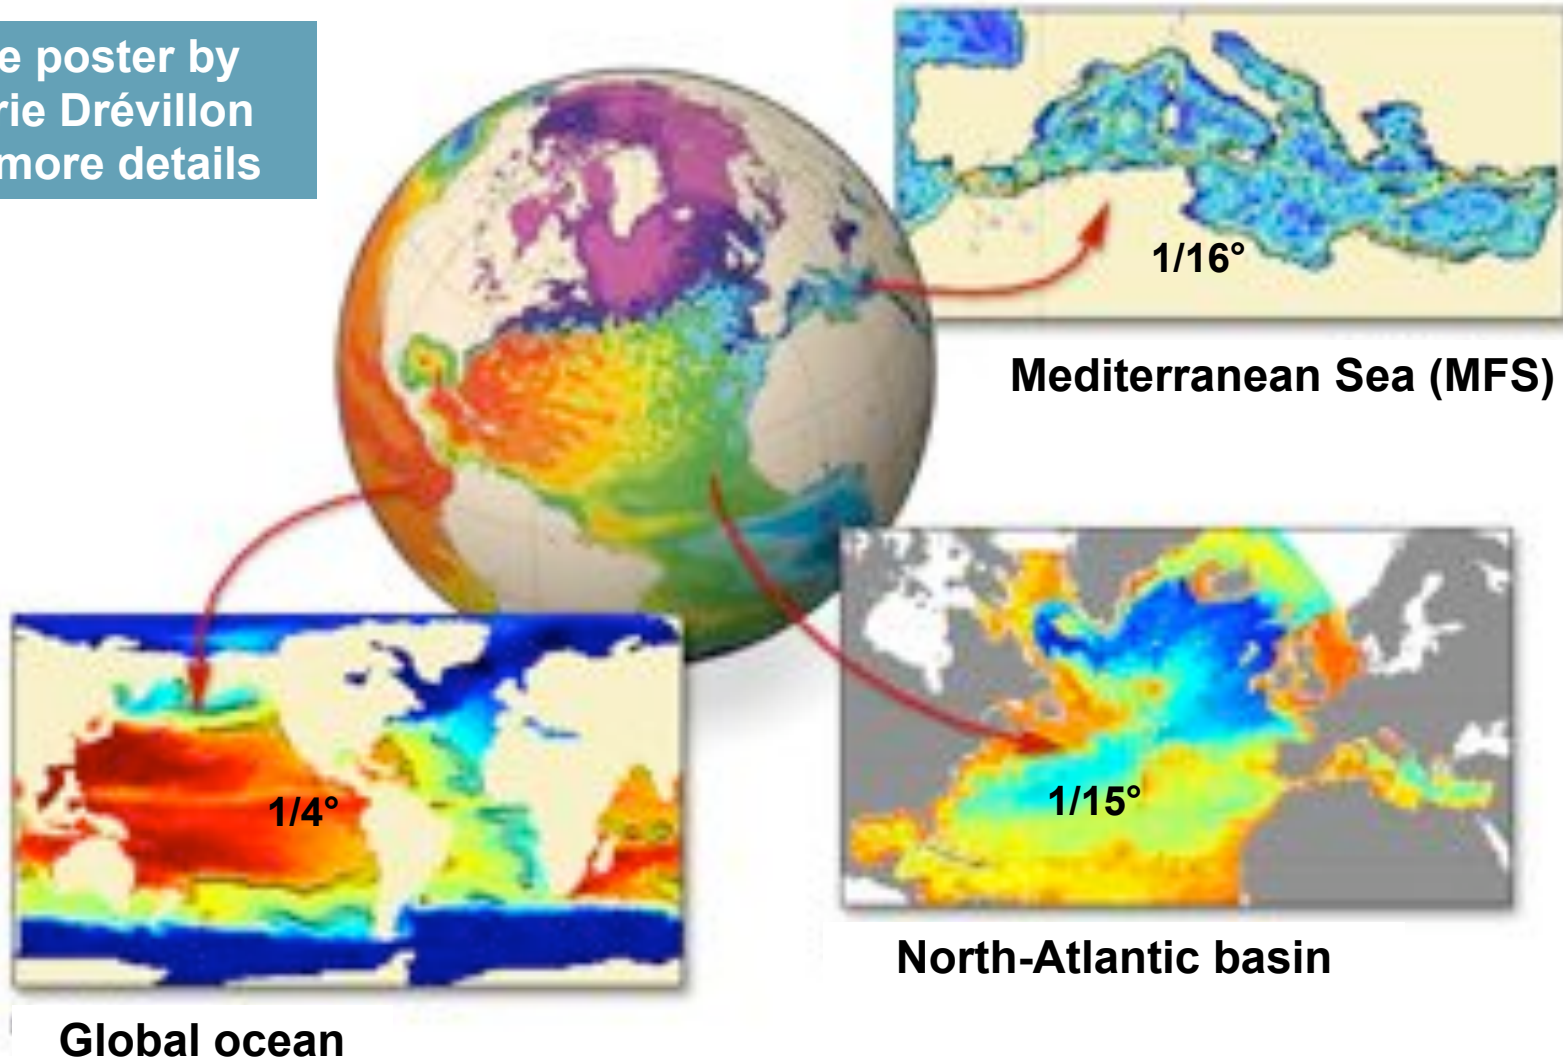 e poster by
rie Drévillon
more details
1/16°
Mediterranean Sea (MFS)
1/4°
1/15°
North-Atlantic basin
Global ocean